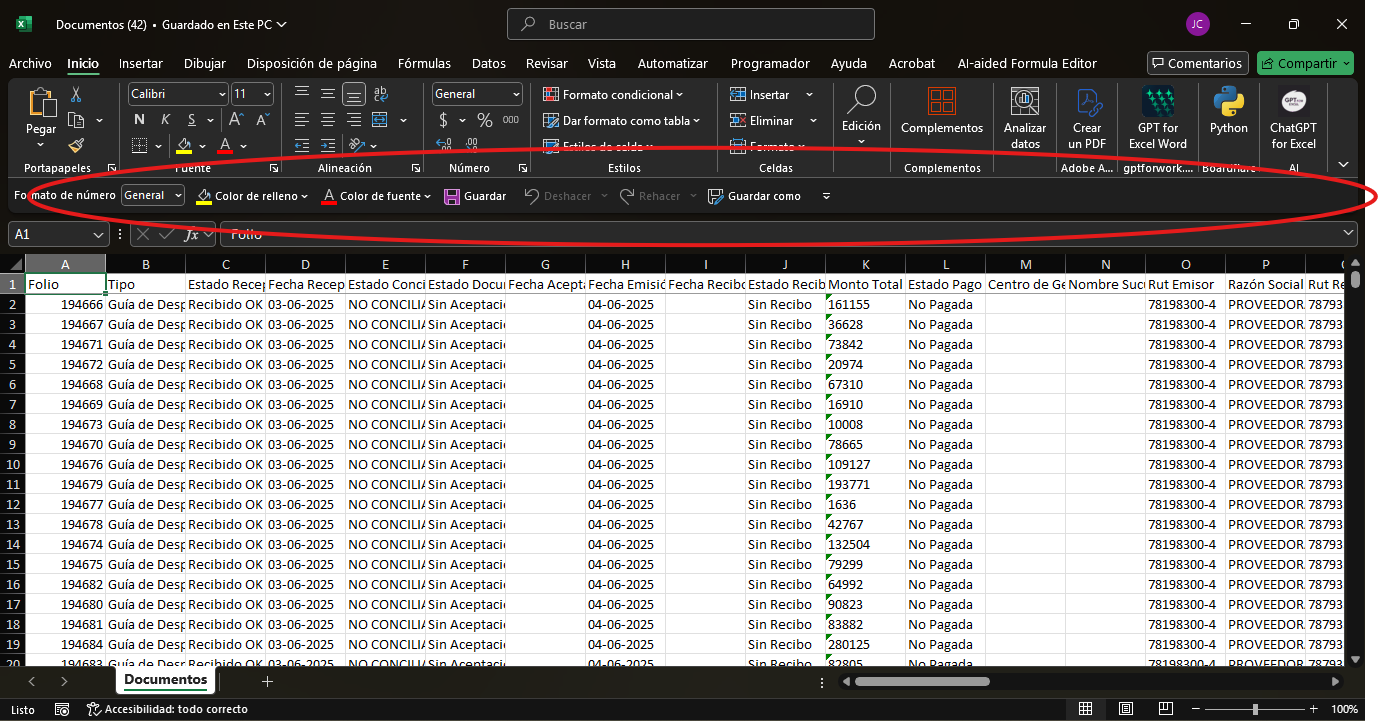 Documentos (42) • Guardado en Este PC
Buscar
JC
Archivo Inicio Insertar Dibujar Disposición de página Fórmulas Datos Revisar Vista Automatizar Programador Ayuda Acrobat AI-aided Formula Editor Comentarios Compartir
Pegar
Calibri 11
N K S A A
A
ab c
General
$ % 000
Formato condicional
Dar formato como tabla
Estilos de celda
Insertar
Eliminar
Formato
Edición
Complementos
Analizar datos
Crear un PDF
GPT for Excel Word
Python
ChatGPT for Excel
Portapapeles Fuente Alineación Número Estilos Celdas Complementos Adobe A... gptforwork.... Boardflare AI
Formato de número General Color de relleno A Color de fuente Guardar Deshacer Rehacer Guardar como
A1 fx Folio
A B C D E F G H I J K L M N O P
1 Folio Tipo Estado Recep Fecha Recep Estado Conci Estado Docu Fecha Acepta Fecha Emisió Fecha Recibo Estado Recib Monto Total Estado Pago Centro de Ge Nombre Sucu Rut Emisor Razón Social Rut Re
2 194666 Guía de Desp Recibido OK 03-06-2025 NO CONCILIA Sin Aceptacio 04-06-2025 Sin Recibo 161155 No Pagada 78198300-4 PROVEEDOR 78793
3 194667 Guía de Desp Recibido OK 03-06-2025 NO CONCILIA Sin Aceptacio 04-06-2025 Sin Recibo 36628 No Pagada 78198300-4 PROVEEDOR 78793
4 194671 Guía de Desp Recibido OK 03-06-2025 NO CONCILIA Sin Aceptacio 04-06-2025 Sin Recibo 73842 No Pagada 78198300-4 PROVEEDOR 78793
5 194672 Guía de Desp Recibido OK 03-06-2025 NO CONCILIA Sin Aceptacio 04-06-2025 Sin Recibo 20974 No Pagada 78198300-4 PROVEEDOR 78793
6 194668 Guía de Desp Recibido OK 03-06-2025 NO CONCILIA Sin Aceptacio 04-06-2025 Sin Recibo 67310 No Pagada 78198300-4 PROVEEDOR 78793
7 194669 Guía de Desp Recibido OK 03-06-2025 NO CONCILIA Sin Aceptacio 04-06-2025 Sin Recibo 16910 No Pagada 78198300-4 PROVEEDOR 78793
8 194673 Guía de Desp Recibido OK 03-06-2025 NO CONCILIA Sin Aceptacio 04-06-2025 Sin Recibo 10008 No Pagada 78198300-4 PROVEEDOR 78793
9 194670 Guía de Desp Recibido OK 03-06-2025 NO CONCILIA Sin Aceptacio 04-06-2025 Sin Recibo 78665 No Pagada 78198300-4 PROVEEDOR 78793
10 194676 Guía de Desp Recibido OK 03-06-2025 NO CONCILIA Sin Aceptacio 04-06-2025 Sin Recibo 109127 No Pagada 78198300-4 PROVEEDOR 78793
11 194679 Guía de Desp Recibido OK 03-06-2025 NO CONCILIA Sin Aceptacio 04-06-2025 Sin Recibo 193771 No Pagada 78198300-4 PROVEEDOR 78793
12 194677 Guía de Desp Recibido OK 03-06-2025 NO CONCILIA Sin Aceptacio 04-06-2025 Sin Recibo 1636 No Pagada 78198300-4 PROVEEDOR 78793
13 194678 Guía de Desp Recibido OK 03-06-2025 NO CONCILIA Sin Aceptacio 04-06-2025 Sin Recibo 42767 No Pagada 78198300-4 PROVEEDOR 78793
14 194674 Guía de Desp Recibido OK 03-06-2025 NO CONCILIA Sin Aceptacio 04-06-2025 Sin Recibo 132504 No Pagada 78198300-4 PROVEEDOR 78793
15 194675 Guía de Desp Recibido OK 03-06-2025 NO CONCILIA Sin Aceptacio 04-06-2025 Sin Recibo 79299 No Pagada 78198300-4 PROVEEDOR 78793
16 194682 Guía de Desp Recibido OK 03-06-2025 NO CONCILIA Sin Aceptacio 04-06-2025 Sin Recibo 64992 No Pagada 78198300-4 PROVEEDOR 78793
17 194680 Guía de Desp Recibido OK 03-06-2025 NO CONCILIA Sin Aceptacio 04-06-2025 Sin Recibo 90823 No Pagada 78198300-4 PROVEEDOR 78793
18 194681 Guía de Desp Recibido OK 03-06-2025 NO CONCILIA Sin Aceptacio 04-06-2025 Sin Recibo 83882 No Pagada 78198300-4 PROVEEDOR 78793
19 194684 Guía de Desp Recibido OK 03-06-2025 NO CONCILIA Sin Aceptacio 04-06-2025 Sin Recibo 280125 No Pagada 78198300-4 PROVEEDOR 78793
20 194683 Guía de Desp Recibido OK 03-06-2025 NO CONCILIA Sin Aceptacio 04-06-2025 Sin Recibo 82805 No Pagada 78198300-4 PROVEEDOR 78793
Documentos
Listo Accesibilidad: todo correcto 100%